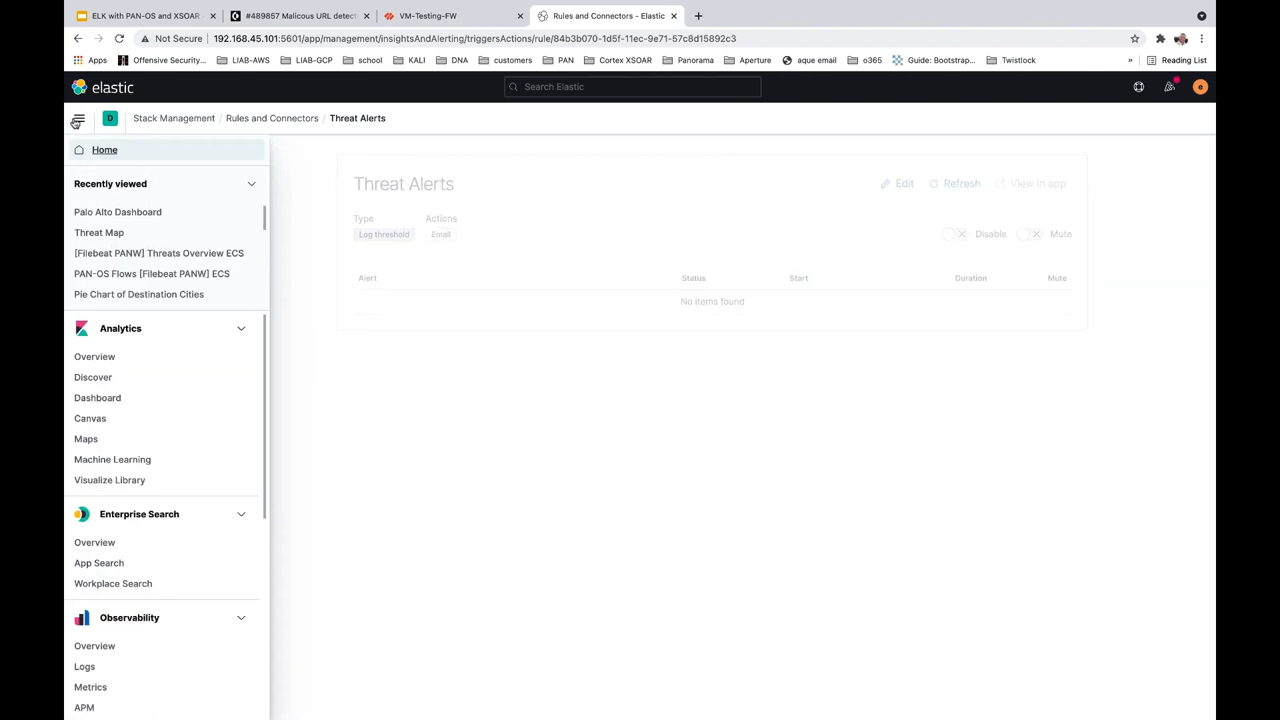 ELK with PAN-OS and XSOAR
#489857 Malicous URL detect
VM-Testing-FW
Rules and Connectors - Elastic
Not Secure
192.168.45.101:5601/app/management/insightsAndAlerting/triggersActions/rule/84b3b070-1d5f-11ec-9e71-57c8d15892c3
Apps
Offensive Security...
LIAB-AWS
LIAB-GCP
school
KALI
DNA
customers
PAN
Cortex XSOAR
Panorama
Aperture
aque email
o365
Guide: Bootstrap...
Twistlock
»
Reading List
elastic
Search Elastic
e
D
Stack Management / Rules and Connectors / Threat Alerts
Home
Recently viewed
Palo Alto Dashboard
Threat Map
[Filebeat PANW] Threats Overview ECS
PAN-OS Flows [Filebeat PANW] ECS
Pie Chart of Destination Cities
Analytics
Overview
Discover
Dashboard
Canvas
Maps
Machine Learning
Visualize Library
Enterprise Search
Overview
App Search
Workplace Search
Observability
Overview
Logs
Metrics
APM
Threat Alerts
Edit
Refresh
View in app
Type
Actions
Log threshold
Email
Disable
Mute
Alert
Status
Start
Duration
Mute
No items found